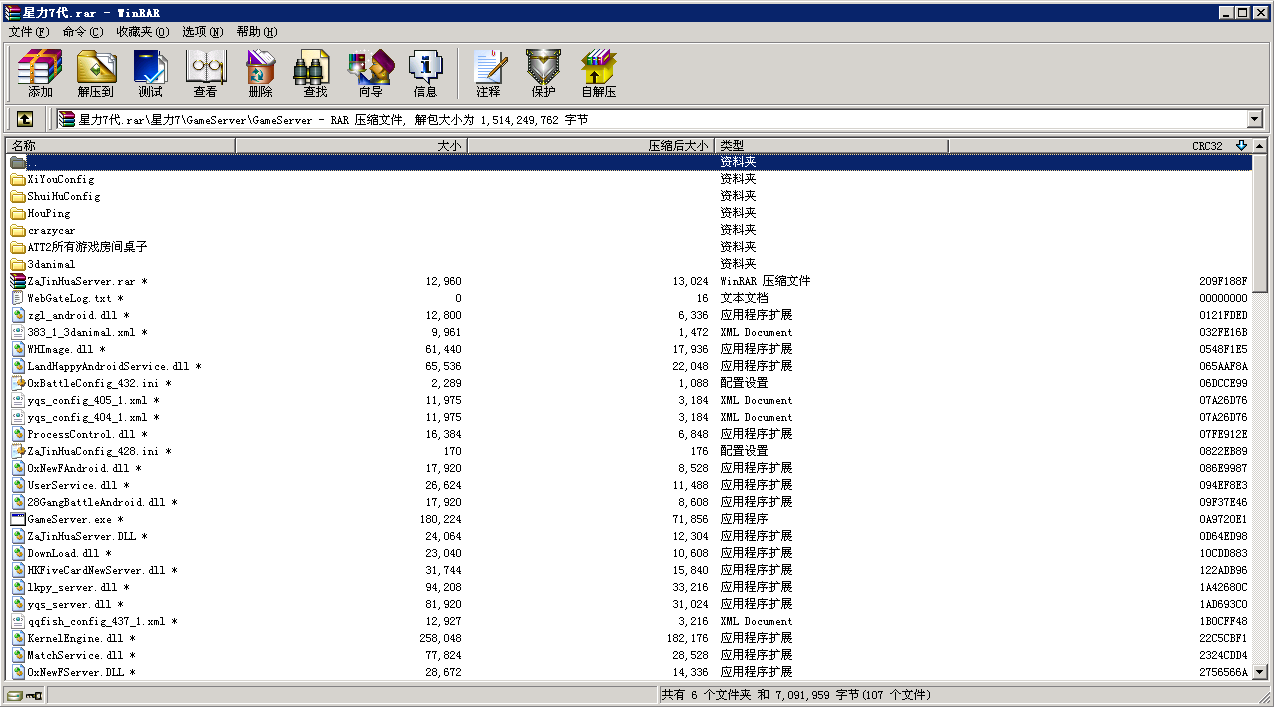 星力7代.rar - WinRAR
文件(F) 命令(C) 收藏夹(O) 选项(N) 帮助(H)
添加 解压到 测试 查看 删除 查找 向导 信息 注释 保护 自解压
星力7代.rar\星力7\GameServer\GameServer - RAR 压缩文件, 解包大小为 1,514,249,762 字节
名称 大小 压缩后大小 类型 CRC32
.. 资料夹
XiYouConfig 资料夹
ShuiHuConfig 资料夹
HouPing 资料夹
crazycar 资料夹
ATT2所有游戏房间桌子 资料夹
3danimal 资料夹
ZaJinHuaServer.rar * 12,960 13,024 WinRAR 压缩文件 209F188F
WebGateLog.txt * 0 16 文本文档 00000000
zgl_android.dll * 12,800 6,336 应用程序扩展 0121FDED
383_1_3danimal.xml * 9,961 1,472 XML Document 032FE16B
WHImage.dll * 61,440 17,936 应用程序扩展 0548F1E5
LandHappyAndroidService.dll * 65,536 22,048 应用程序扩展 065AAF8A
OxBattleConfig_432.ini * 2,289 1,088 配置设置 06DCCE99
yqs_config_405_1.xml * 11,975 3,184 XML Document 07A26D76
yqs_config_404_1.xml * 11,975 3,184 XML Document 07A26D76
ProcessControl.dll * 16,384 6,848 应用程序扩展 07FE912E
ZaJinHuaConfig_428.ini * 170 176 配置设置 0822EB89
OxNewFAndroid.dll * 17,920 8,528 应用程序扩展 086E9987
UserService.dll * 26,624 11,488 应用程序扩展 094EF8E3
28GangBattleAndroid.dll * 17,920 8,608 应用程序扩展 09F37E46
GameServer.exe * 180,224 71,856 应用程序 0A9720E1
ZaJinHuaServer.DLL * 24,064 12,304 应用程序扩展 0D64ED98
DownLoad.dll * 23,040 10,608 应用程序扩展 10CDD883
HKFiveCardNewServer.dll * 31,744 15,840 应用程序扩展 122ADB96
lkpy_server.dll * 94,208 33,216 应用程序扩展 1A42680C
yqs_server.dll * 81,920 31,024 应用程序扩展 1AD693C0
qqfish_config_437_1.xml * 12,927 3,216 XML Document 1B0CFF48
KernelEngine.dll * 258,048 182,176 应用程序扩展 22C5CBF1
MatchService.dll * 77,824 28,528 应用程序扩展 2324CDD4
OxNewFServer.DLL * 28,672 14,336 应用程序扩展 2756566A
共有 6 个文件夹 和 7,091,959 字节(107 个文件)